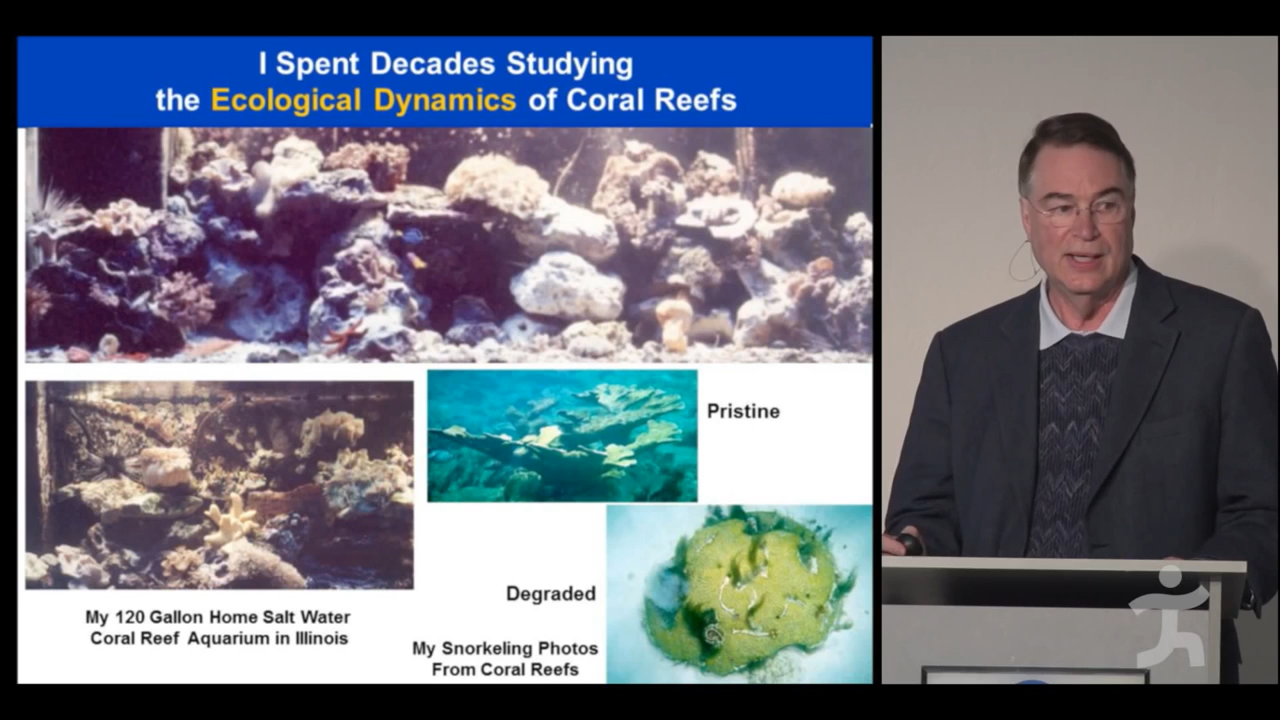 I Spent Decades Studying
the Ecological Dynamics of Coral Reefs
Pristine
Degraded
My 120 Gallon Home Salt Water
Coral Reef Aquarium in Illinois
My Snorkeling Photos
From Coral Reefs